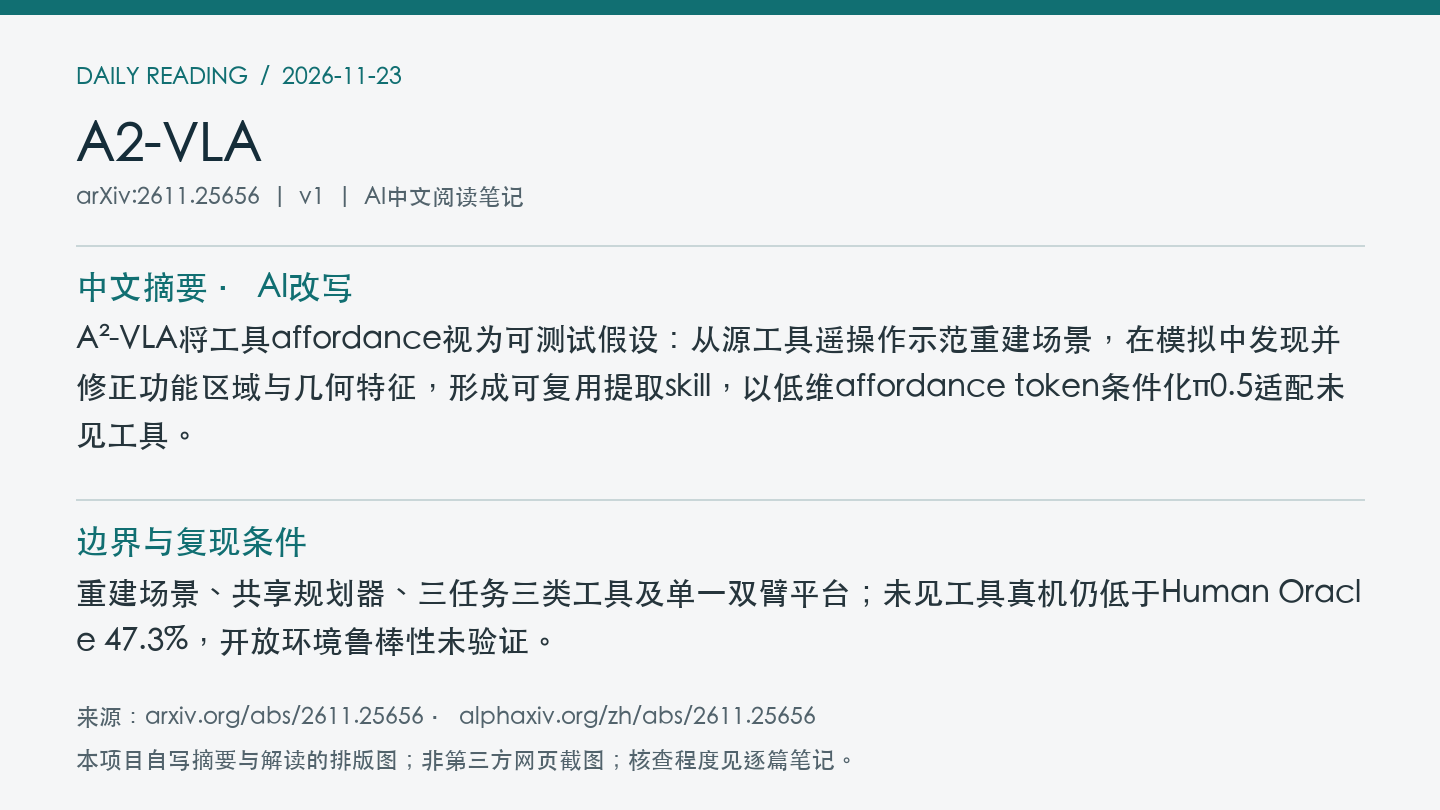 DAILY READING / 2026-11-23
A2-VLA
arXiv:2611.25656 | v1 | AI中文阅读笔记
中文摘要· AI改写
A²-VLA将工具affordance视为可测试假设：从源工具遥操作示范重建场景，在模拟中发现并
修正功能区域与几何特征，形成可复用提取skill，以低维affordance token条件化π0.5适配未
见工具。
边界与复现条件
重建场景、共享规划器、三任务三类工具及单一双臂平台；未见工具真机仍低于Human Oracl
e 47.3%，开放环境鲁棒性未验证。
来源：arxiv.org/abs/2611.25656· alphaxiv.org/zh/abs/2611.25656
本项目自写摘要与解读的排版图；非第三方网页截图；核查程度见逐篇笔记。